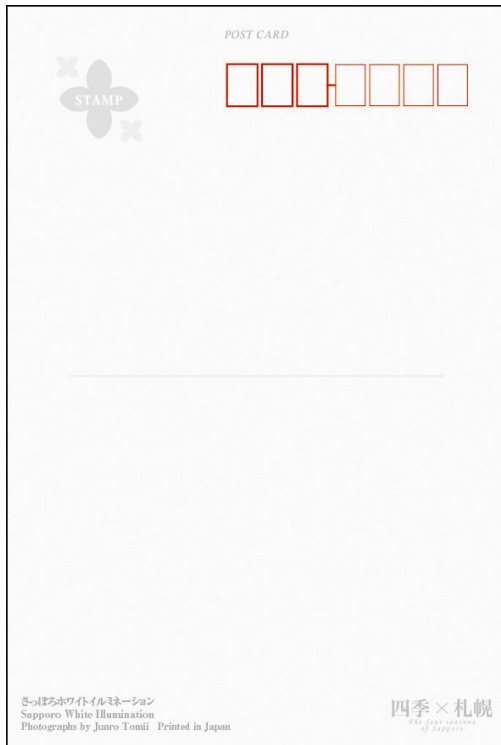 POST CARD
STAMP
さっぽろホワイトイルミネーション
Sapporo White Illumination
Photographs by Junro Tomii Printed in Japan
四季×札幌
The four seasons
of Sapporo